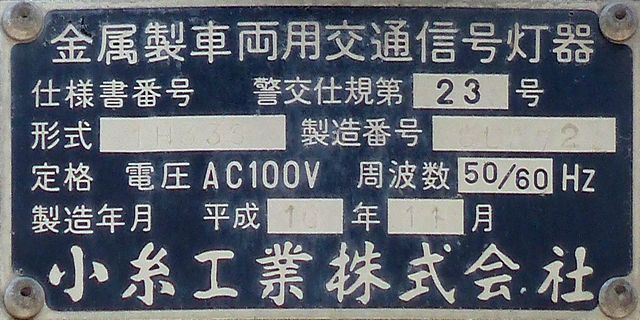 金属製車両用交通信号灯器
仕様書番号 警交仕規第 23 号
形式 製造番号
定格 電圧 AC100V 周波数 50/60 Hz
製造年月 平成 10 年 11 月
小糸工業株式会社